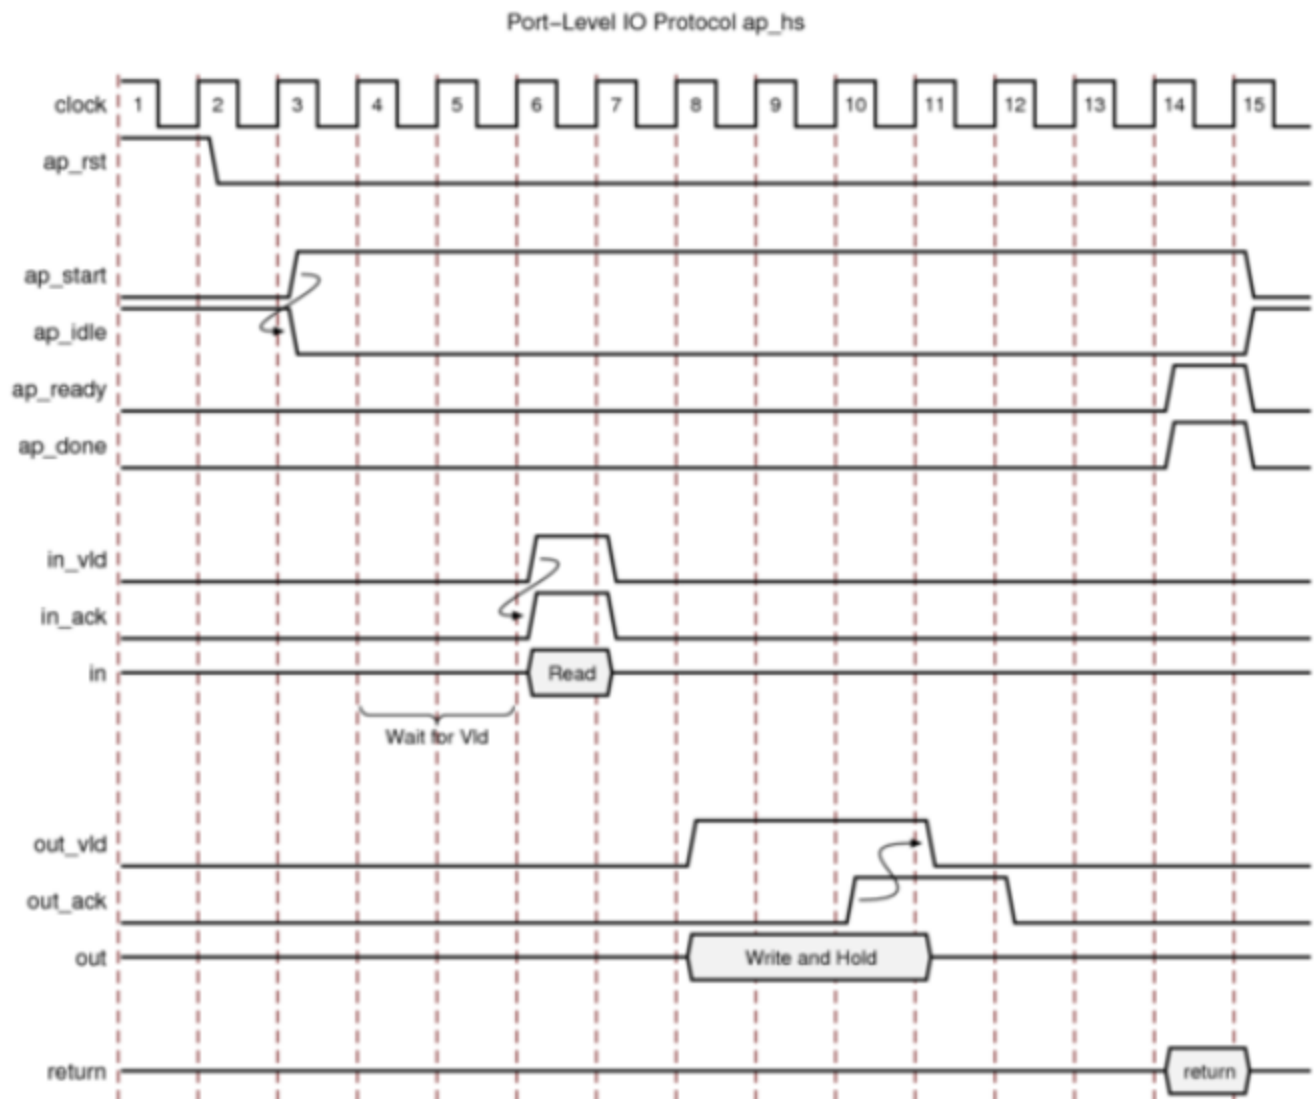 Port-Level IO Protocol ap_hs
clock 1 2 3 4 5 6 7 8 9 10 11 12 13 14 15
ap_rst
ap_start
ap_idle
ap_ready
ap_done
in_vld
in_ack
in Read
Wait for Vld
out_vld
out_ack
out Write and Hold
return return